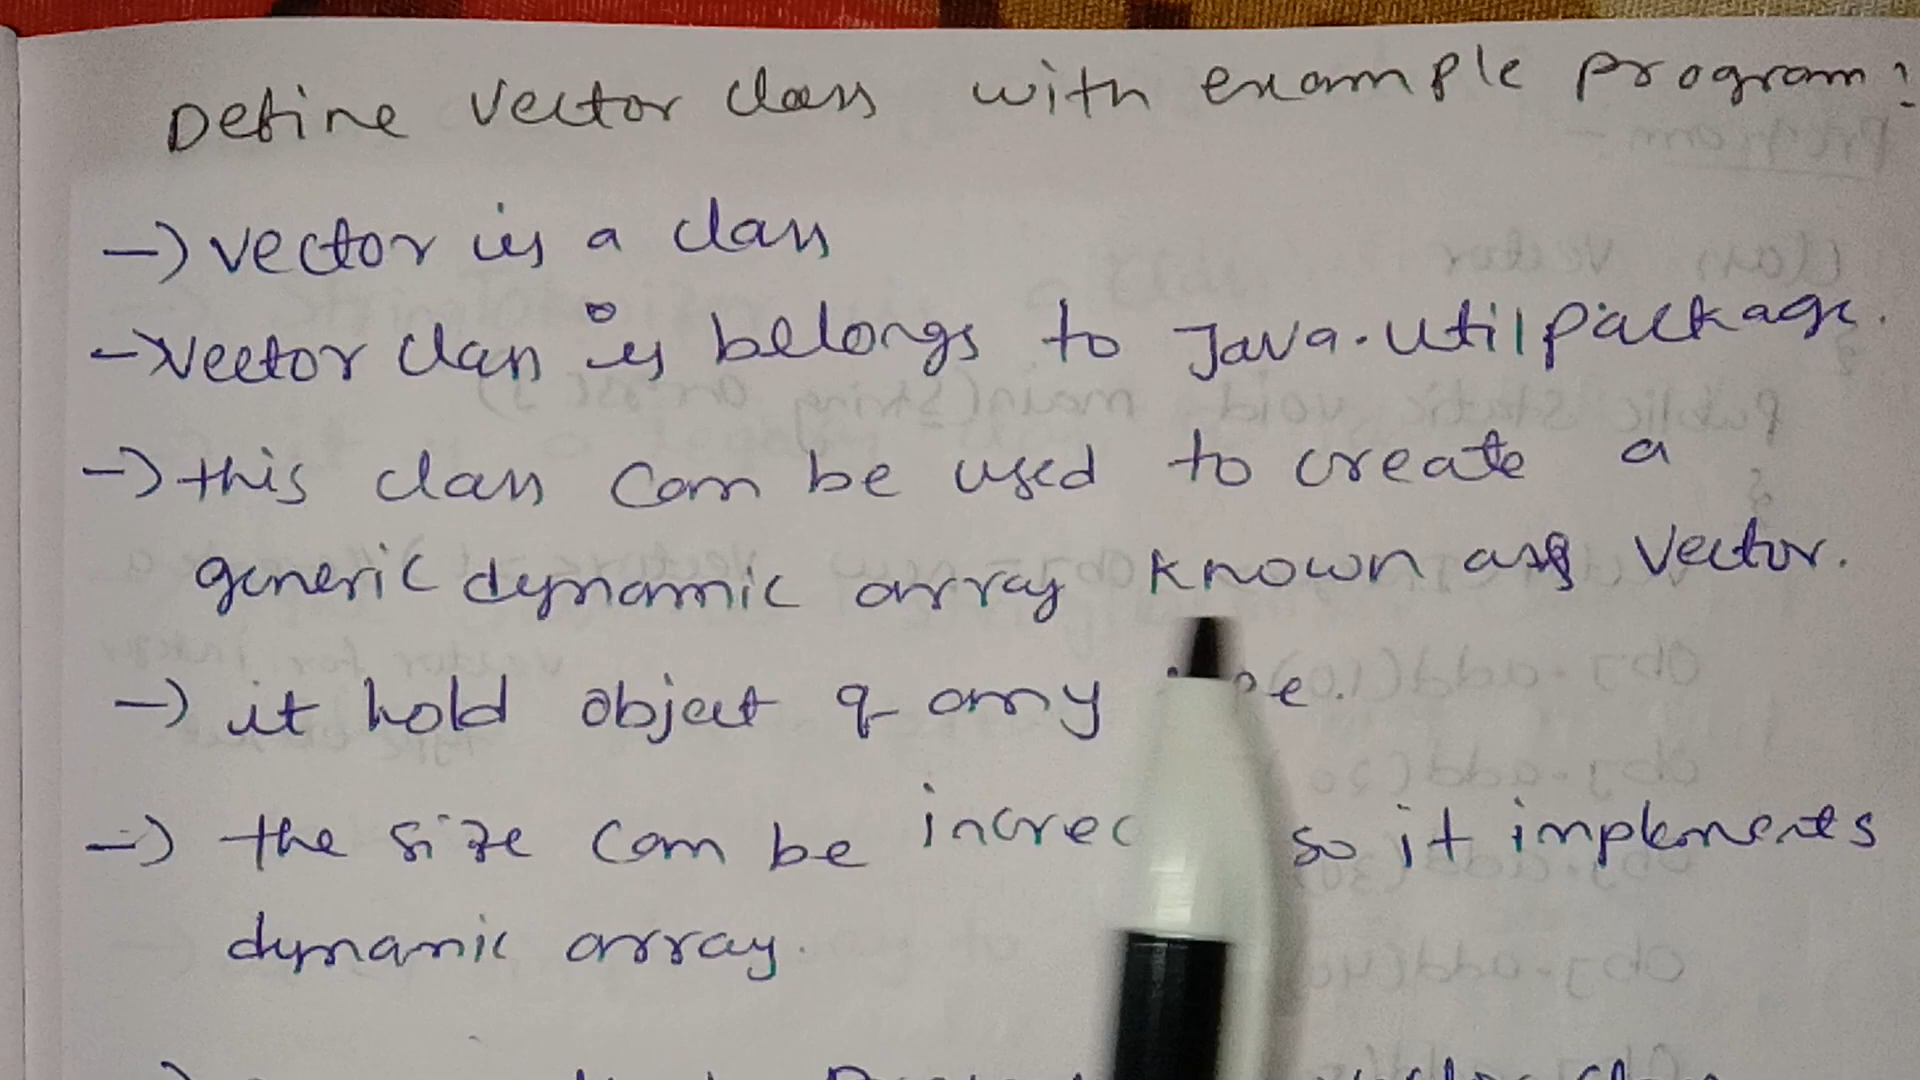 Define Vector class with example program?
→ vector is a class
→ Vector class is belongs to Java.util package.
→ this class can be used to create a
generic dynamic array known as Vector.
→ it hold object of any
→ the size can be so it implements
dynamic array.